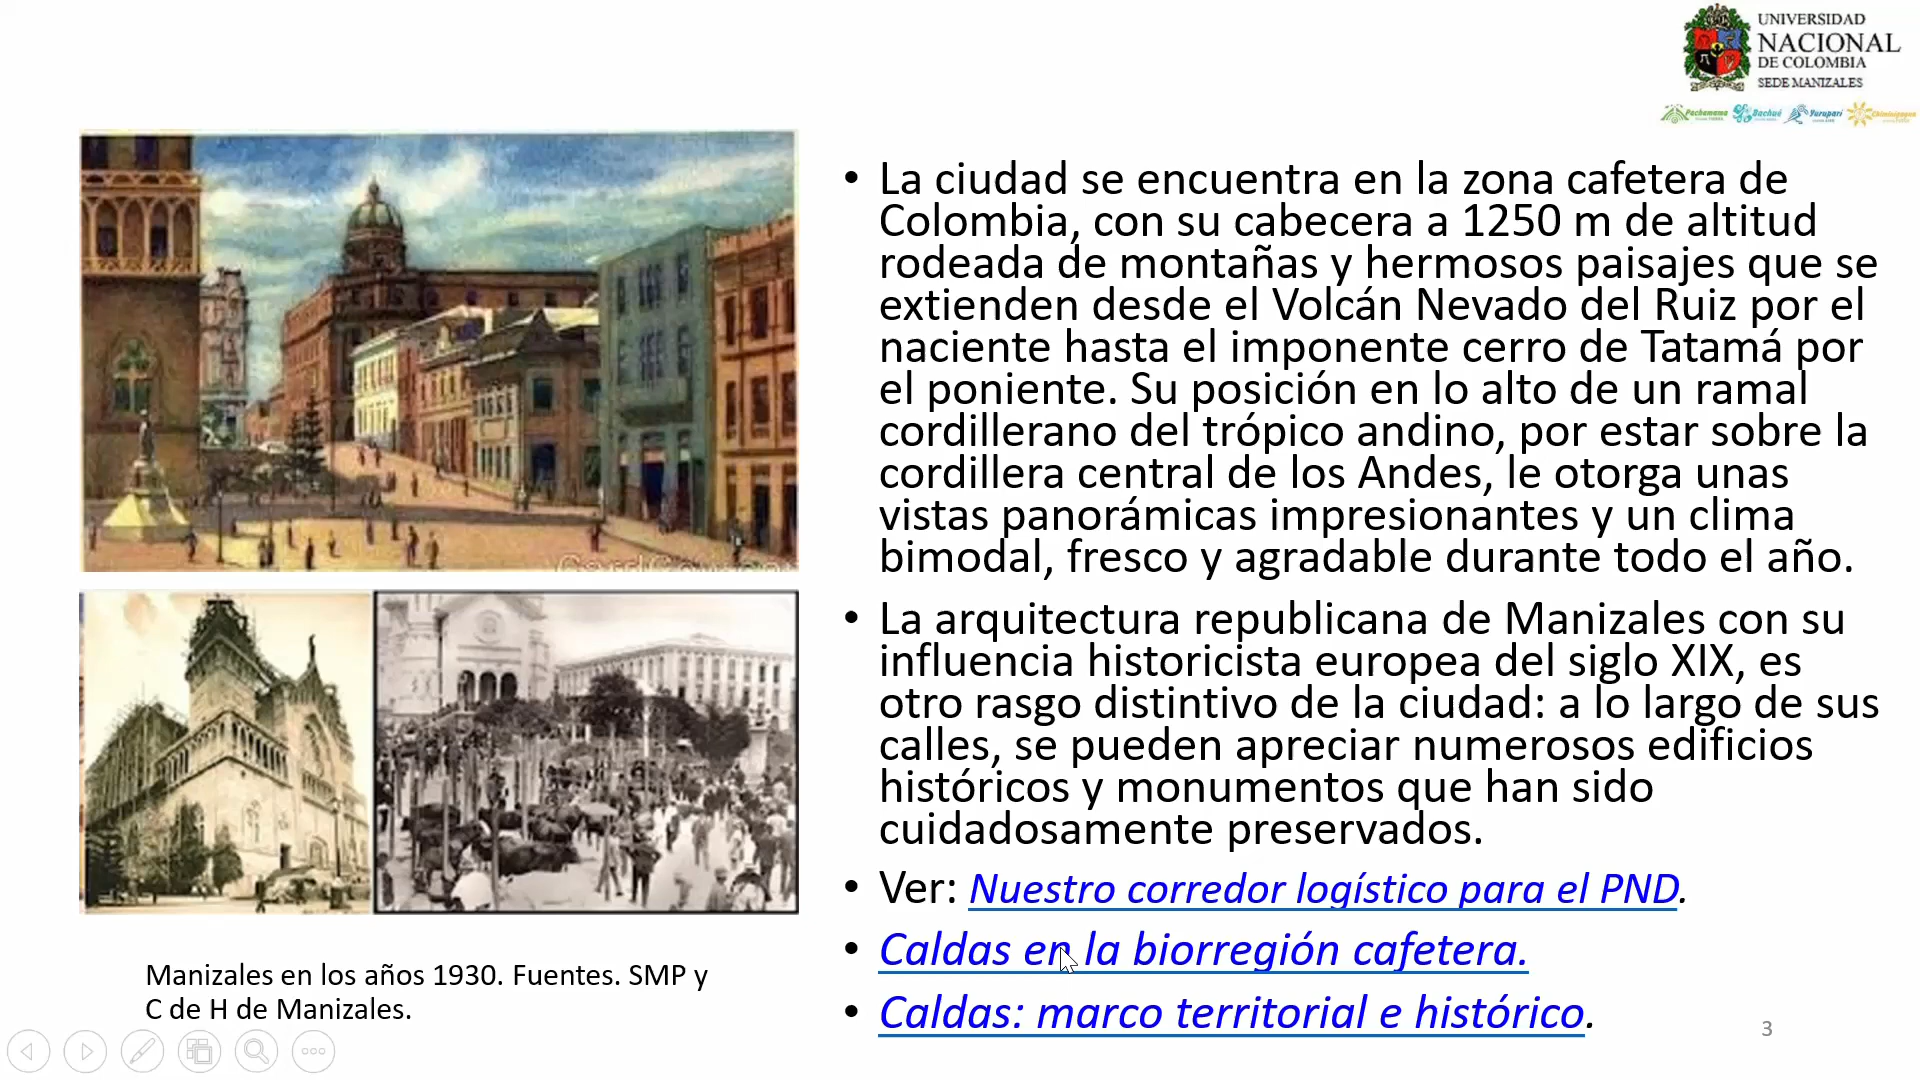 UNIVERSIDAD
NACIONAL
DE COLOMBIA
SEDE MANIZALES
Pachamama Bachué Yurupari Chiminigagua
• La ciudad se encuentra en la zona cafetera de
Colombia, con su cabecera a 1250 m de altitud
rodeada de montañas y hermosos paisajes que se
extienden desde el Volcán Nevado del Ruiz por el
naciente hasta el imponente cerro de Tatamá por
el poniente. Su posición en lo alto de un ramal
cordillerano del trópico andino, por estar sobre la
cordillera central de los Andes, le otorga unas
vistas panorámicas impresionantes y un clima
bimodal, fresco y agradable durante todo el año.
• La arquitectura republicana de Manizales con su
influencia historicista europea del siglo XIX, es
otro rasgo distintivo de la ciudad: a lo largo de sus
calles, se pueden apreciar numerosos edificios
históricos y monumentos que han sido
cuidadosamente preservados.
• Ver: Nuestro corredor logístico para el PND.
• Caldas en la biorregión cafetera.
• Caldas: marco territorial e histórico.
Manizales en los años 1930. Fuentes. SMP y
C de H de Manizales.
3